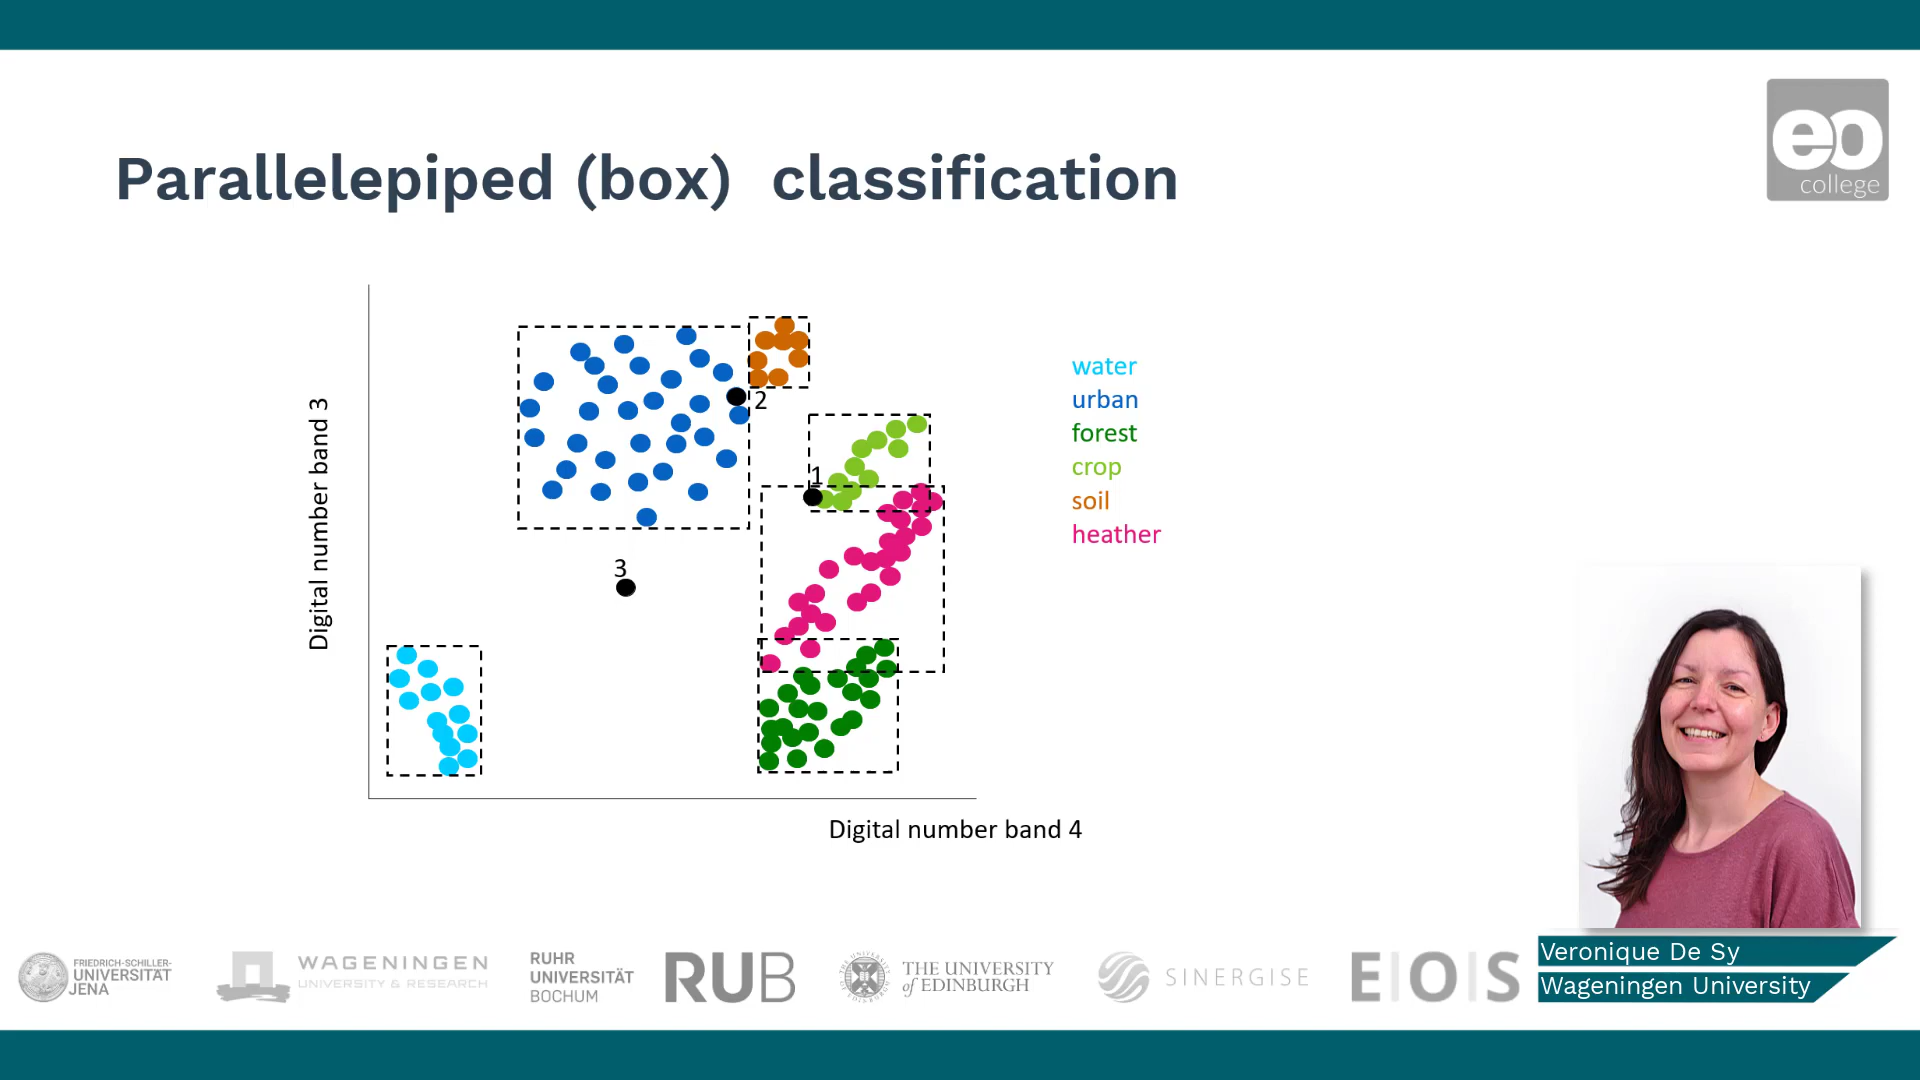 eo
college
Parallelepiped (box) classification
2
1
3
Digital number band 3
Digital number band 4
water
urban
forest
crop
soil
heather
Veronique De Sy
Wageningen University
FRIEDRICH-SCHILLER-
UNIVERSITÄT
JENA
WAGENINGEN
UNIVERSITY & RESEARCH
RUHR
UNIVERSITÄT
BOCHUM
RUB
THE UNIVERSITY
of EDINBURGH
SINERGISE
E|O|S